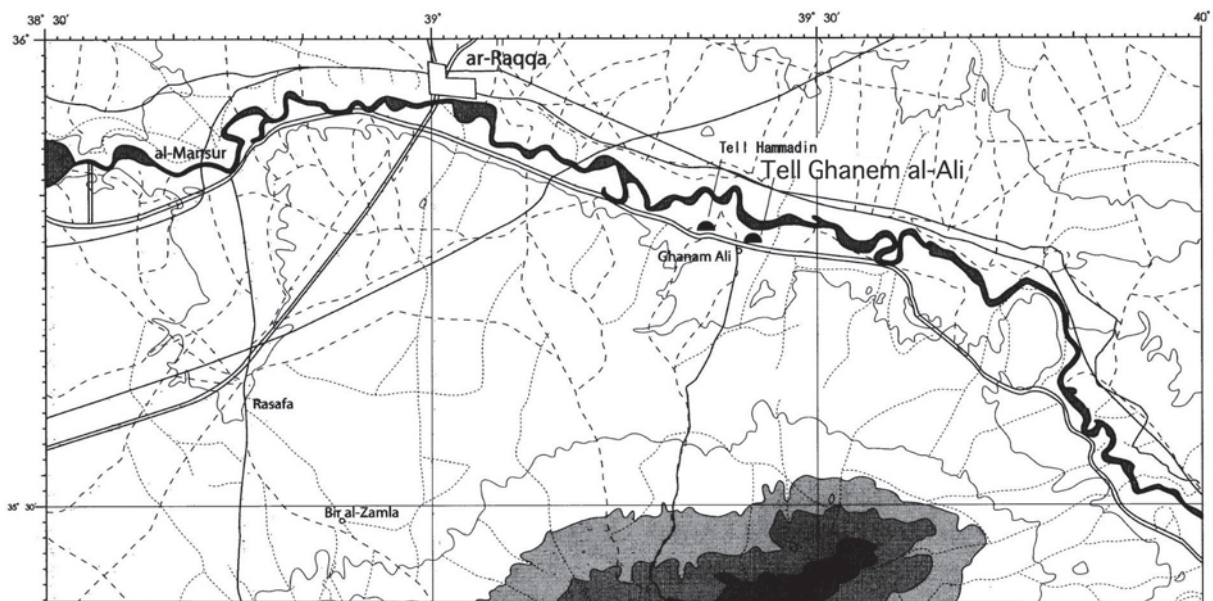 38° 30'
39°
39° 30'
40°
36°
ar-Raqqa
al-Mansur
Tell Hammadin
Tell Ghanem al-Ali
Ghanam Ali
Rasafa
35° 30'
Bir al-Zamla